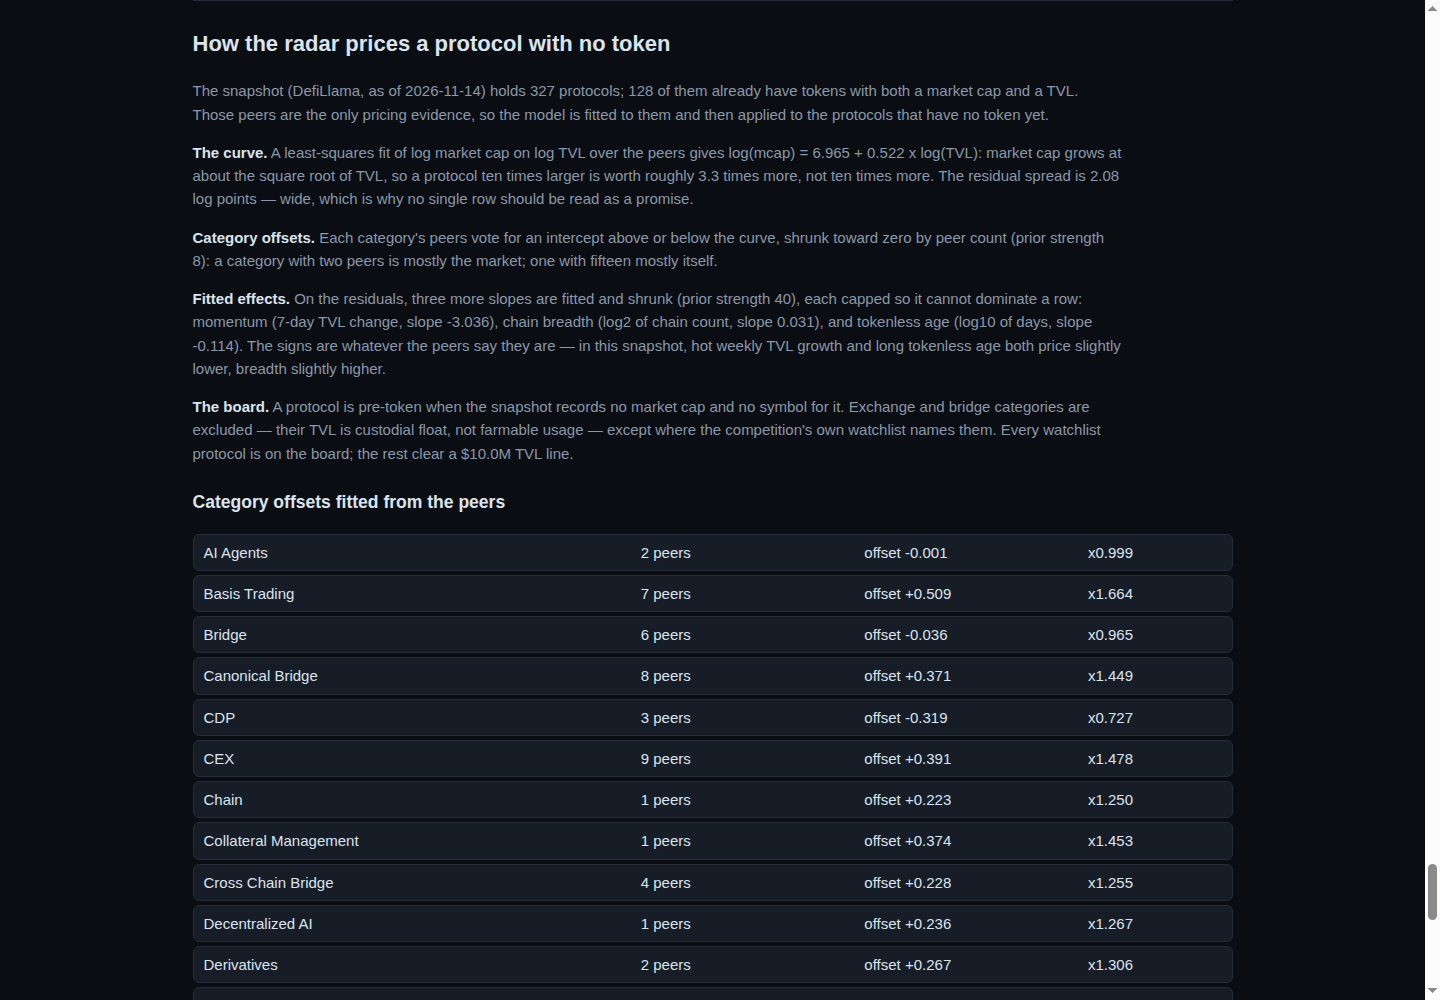 How the radar prices a protocol with no token
The snapshot (DefiLlama, as of 2026-11-14) holds 327 protocols; 128 of them already have tokens with both a market cap and a TVL.
Those peers are the only pricing evidence, so the model is fitted to them and then applied to the protocols that have no token yet.
The curve. A least-squares fit of log market cap on log TVL over the peers gives log(mcap) = 6.965 + 0.522 x log(TVL): market cap grows at
about the square root of TVL, so a protocol ten times larger is worth roughly 3.3 times more, not ten times more. The residual spread is 2.08
log points — wide, which is why no single row should be read as a promise.
Category offsets. Each category's peers vote for an intercept above or below the curve, shrunk toward zero by peer count (prior strength
8): a category with two peers is mostly the market; one with fifteen mostly itself.
Fitted effects. On the residuals, three more slopes are fitted and shrunk (prior strength 40), each capped so it cannot dominate a row:
momentum (7-day TVL change, slope -3.036), chain breadth (log2 of chain count, slope 0.031), and tokenless age (log10 of days, slope
-0.114). The signs are whatever the peers say they are — in this snapshot, hot weekly TVL growth and long tokenless age both price slightly
lower, breadth slightly higher.
The board. A protocol is pre-token when the snapshot records no market cap and no symbol for it. Exchange and bridge categories are
excluded — their TVL is custodial float, not farmable usage — except where the competition's own watchlist names them. Every watchlist
protocol is on the board; the rest clear a $10.0M TVL line.
Category offsets fitted from the peers
AI Agents 2 peers offset -0.001 x0.999
Basis Trading 7 peers offset +0.509 x1.664
Bridge 6 peers offset -0.036 x0.965
Canonical Bridge 8 peers offset +0.371 x1.449
CDP 3 peers offset -0.319 x0.727
CEX 9 peers offset +0.391 x1.478
Chain 1 peers offset +0.223 x1.250
Collateral Management 1 peers offset +0.374 x1.453
Cross Chain Bridge 4 peers offset +0.228 x1.255
Decentralized AI 1 peers offset +0.236 x1.267
Derivatives 2 peers offset +0.267 x1.306